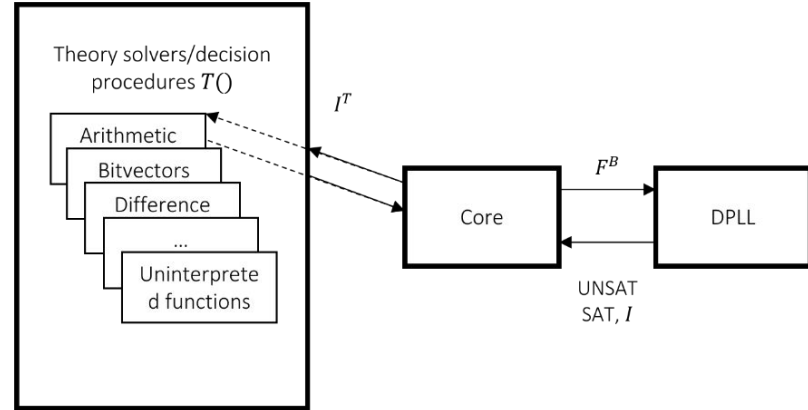 Theory solvers/decision
procedures T()
Arithmetic
Bitvectors
Difference
...
Uninterprete
d functions
I^T
Core
F^B
DPLL
UNSAT
SAT, I